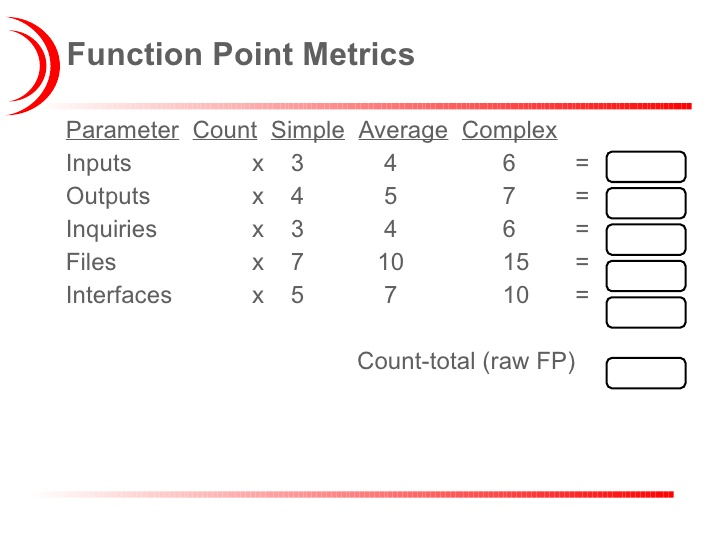 Function Point Metrics
Parameter Count Simple Average Complex
Inputs x 3 4 6 =
Outputs x 4 5 7 =
Inquiries x 3 4 6 =
Files x 7 10 15 =
Interfaces x 5 7 10 =
Count-total (raw FP)